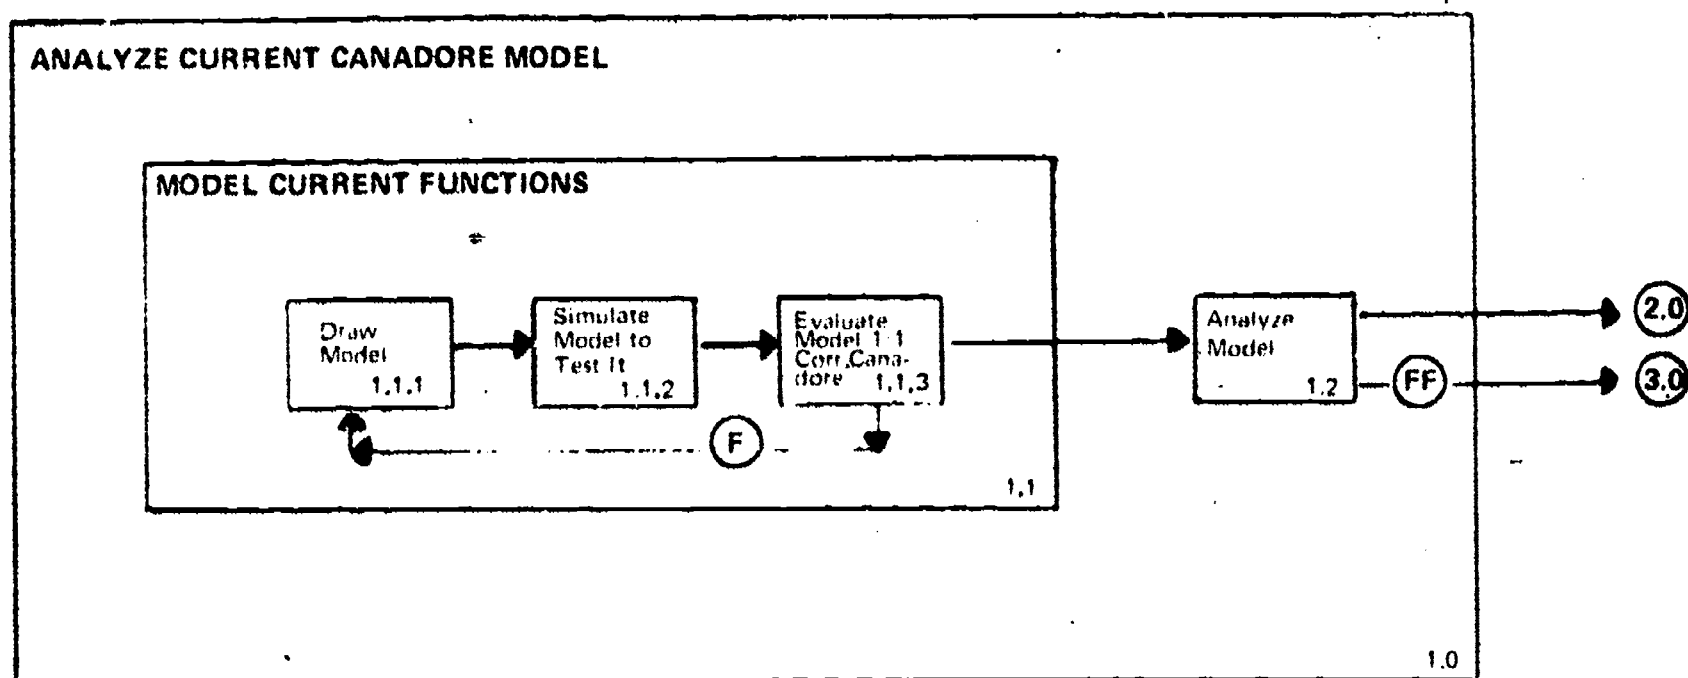 ANALYZE CURRENT CANADORE MODEL
MODEL CURRENT FUNCTIONS
Draw
Model
1.1.1
Simulate
Model to
Test It
1.1.2
Evaluate
Model 1:1
Corr.Cana-
dore 1.1.3
Analyze
Model
1.2
2.0
FF
3.0
F
1.1
1.0